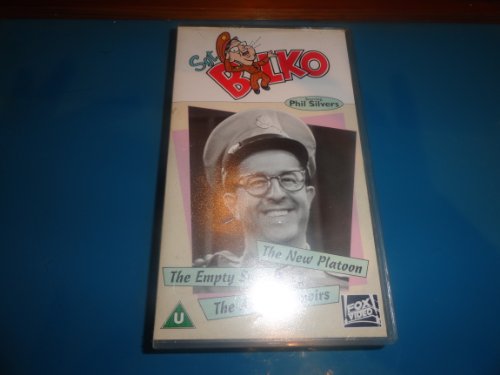 Sgt.
BILKO
Phil Silvers
The New Platoon
The Empty
The
U
FOX
VIDEO